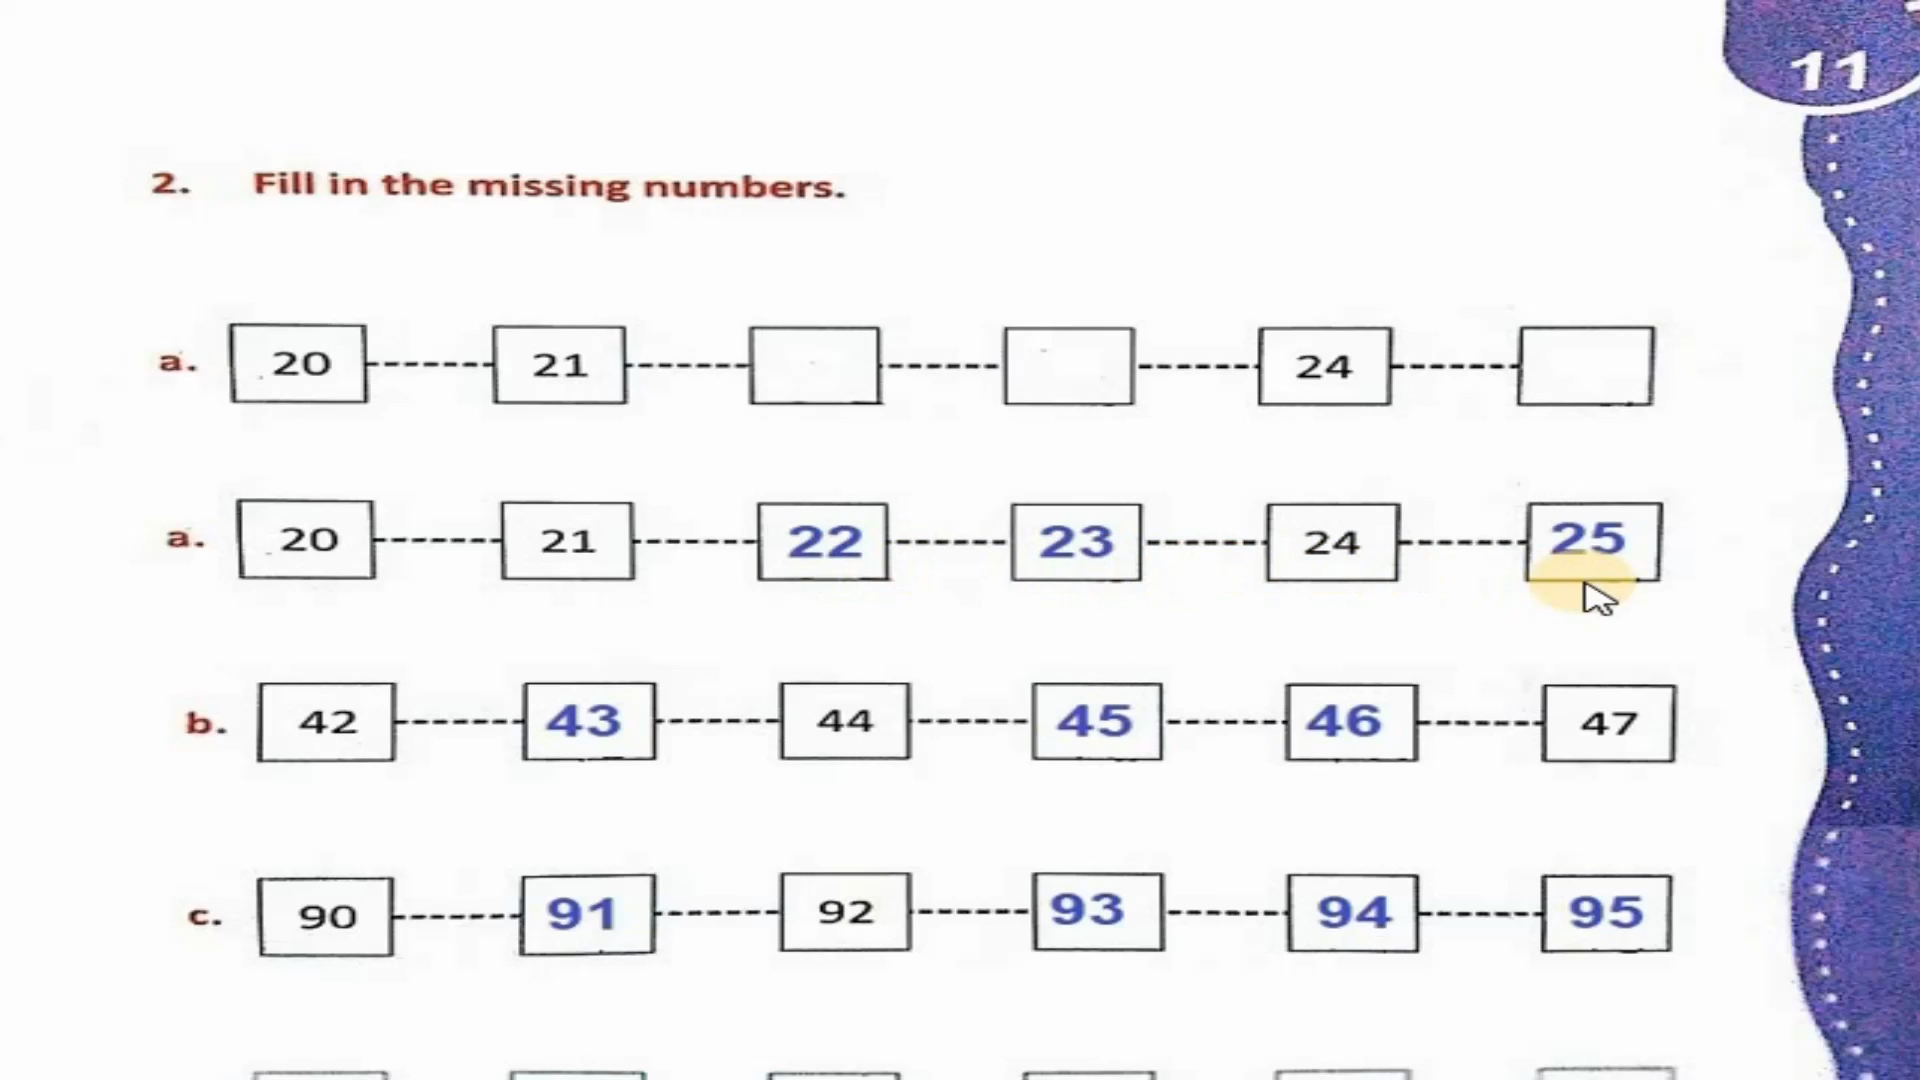 11
2. Fill in the missing numbers.
a. 20 21 24
a. 20 21 22 23 24 25
b. 42 43 44 45 46 47
c. 90 91 92 93 94 95